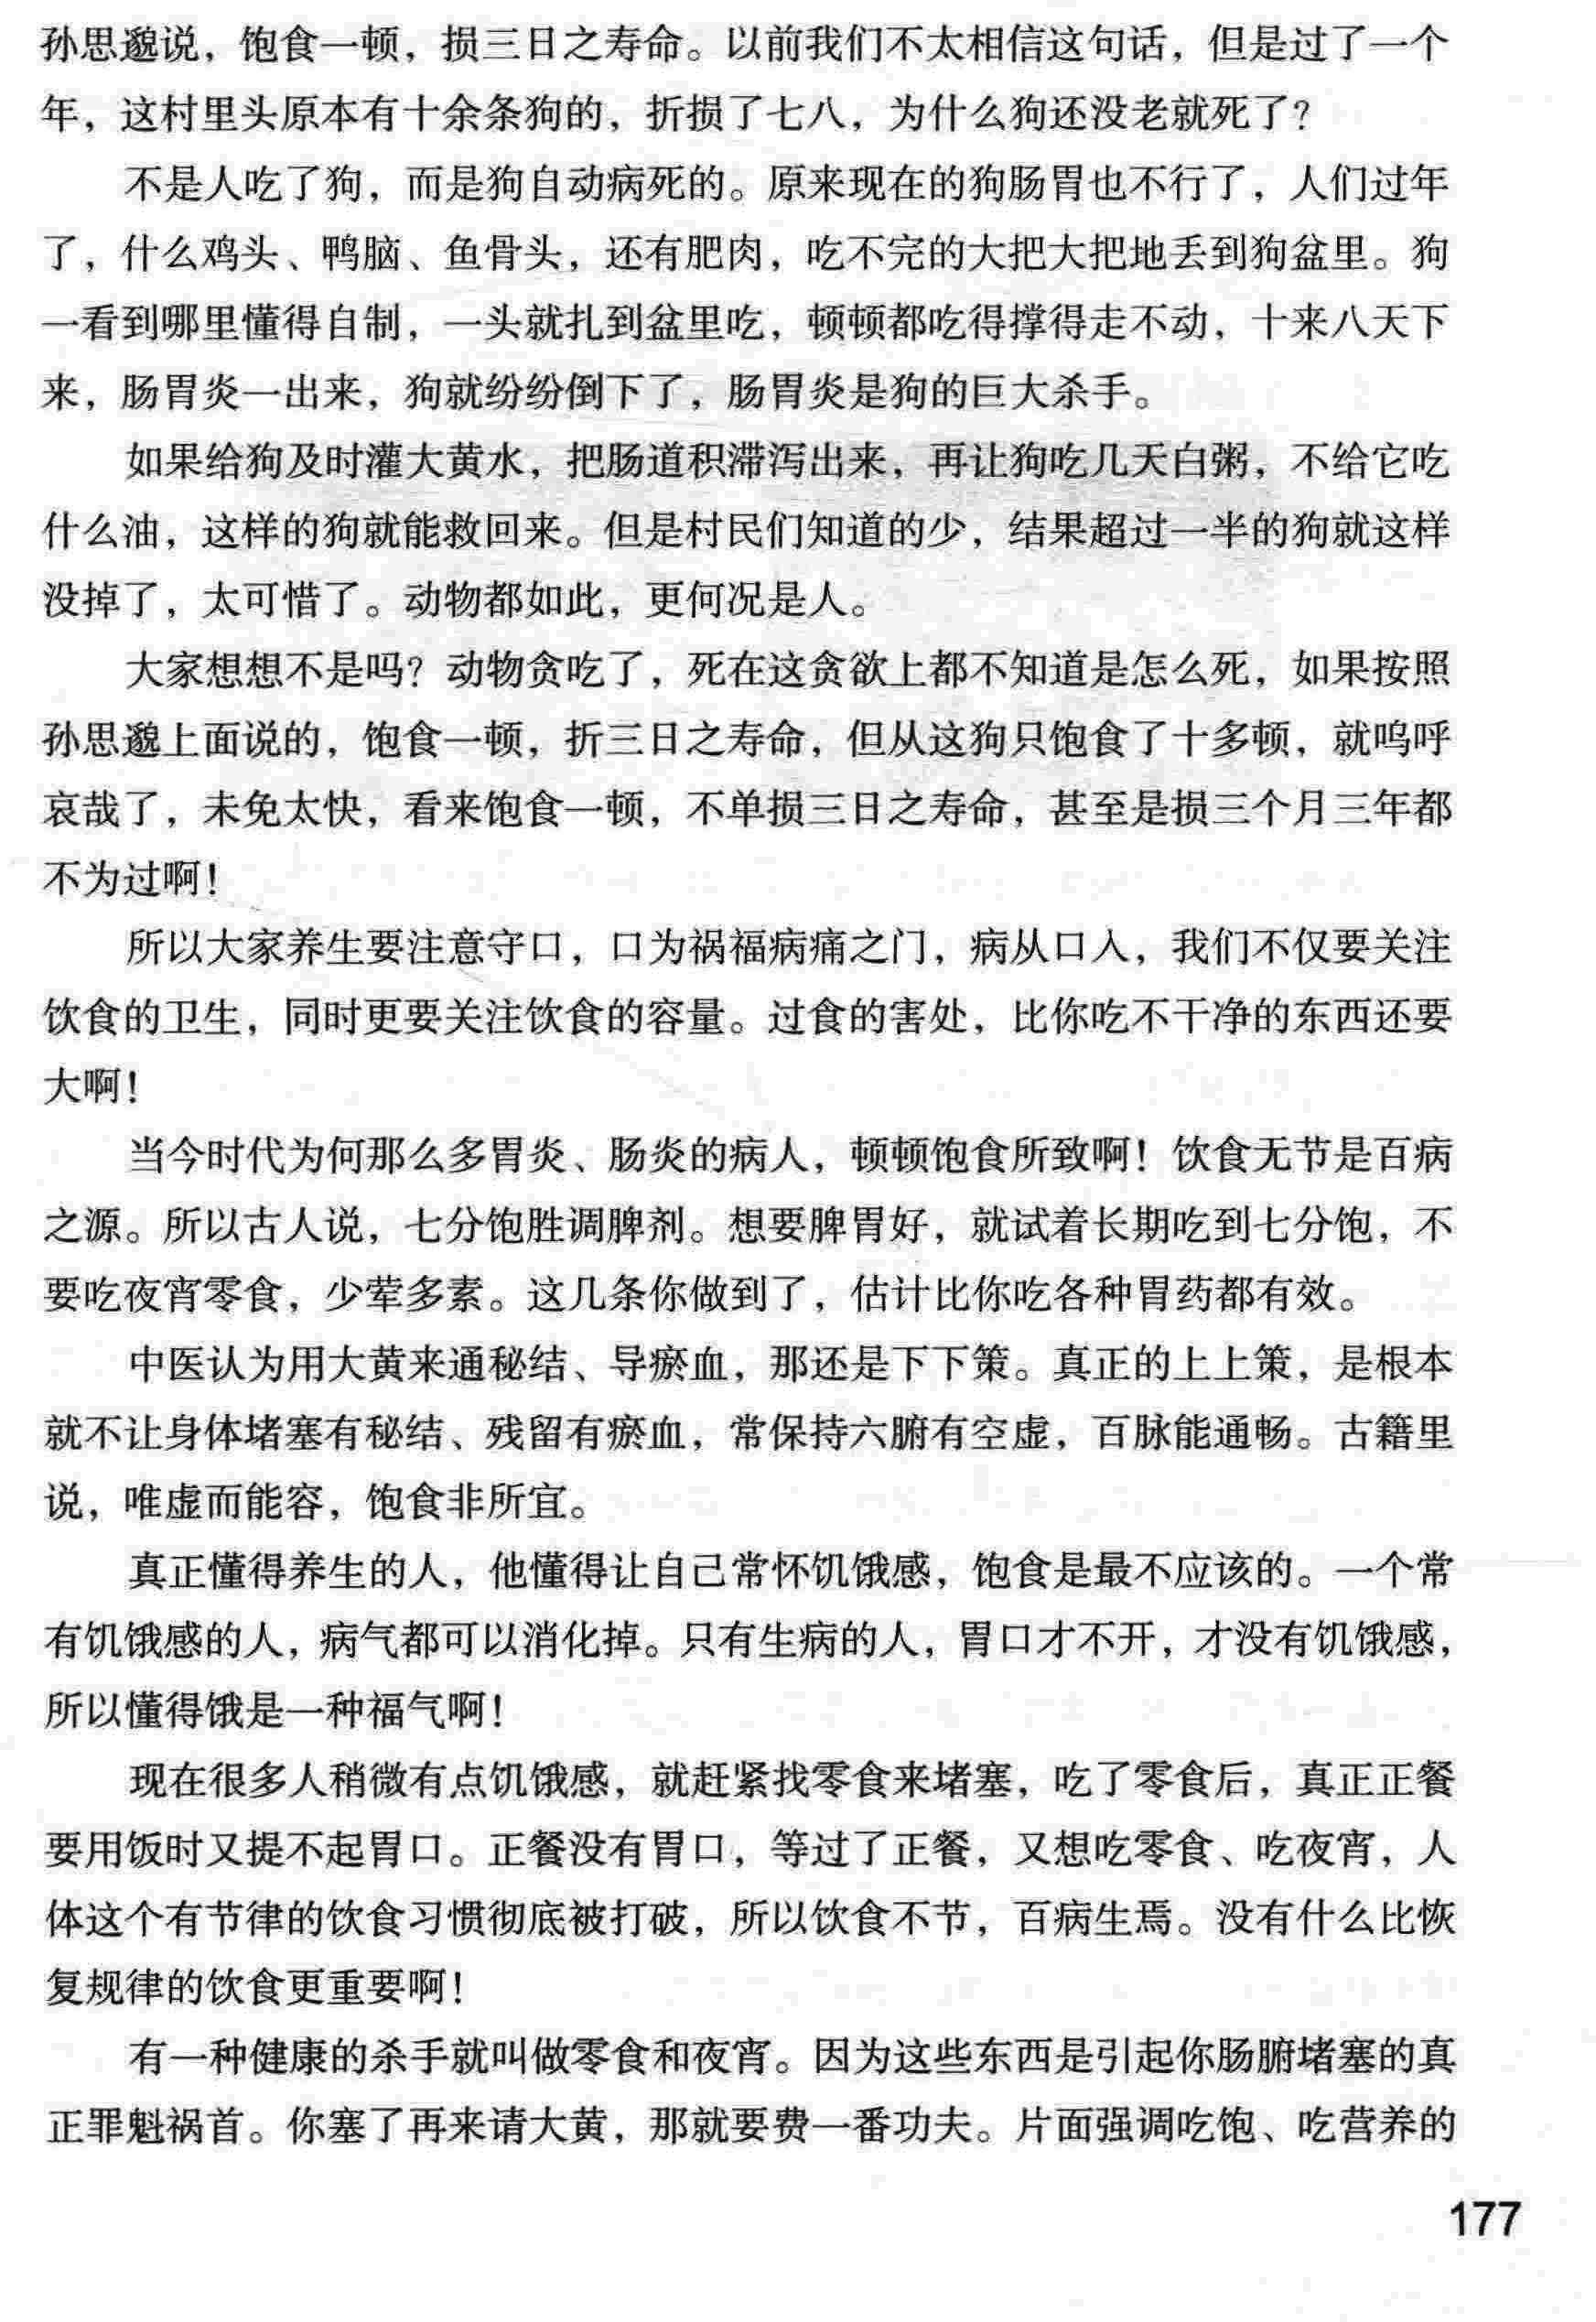 孙思邈说，饱食一顿，损三日之寿命。以前我们不太相信这句话，但是过了一个
年，这村里头原本有十余条狗的，折损了七八，为什么狗还没老就死了？
不是人吃了狗，而是狗自动病死的。原来现在的狗肠胃也不行了，人们过年
了，什么鸡头、鸭脑、鱼骨头，还有肥肉，吃不完的大把大把地丢到狗盆里。狗
一看到哪里懂得自制，一头就扎到盆里吃，顿顿都吃得撑得走不动，十来八天下
来，肠胃炎一出来，狗就纷纷倒下了，肠胃炎是狗的巨大杀手。
如果给狗及时灌大黄水，把肠道积滞泻出来，再让狗吃几天白粥，不给它吃
什么油，这样的狗就能救回来。但是村民们知道的少，结果超过一半的狗就这样
没掉了，太可惜了。动物都如此，更何况是人。
大家想想不是吗？动物贪吃了，死在这贪欲上都不知道是怎么死，如果按照
孙思邈上面说的，饱食一顿，折三日之寿命，但从这狗只饱食了十多顿，就呜呼
哀哉了，未免太快，看来饱食一顿，不单损三日之寿命，甚至是损三个月三年都
不为过啊！
所以大家养生要注意守口，口为祸福病痛之门，病从口入，我们不仅要关注
饮食的卫生，同时更要关注饮食的容量。过食的害处，比你吃不干净的东西还要
大啊！
当今时代为何那么多胃炎、肠炎的病人，顿顿饱食所致啊！饮食无节是百病
之源。所以古人说，七分饱胜调脾剂。想要脾胃好，就试着长期吃到七分饱，不
要吃夜宵零食，少荤多素。这几条你做到了，估计比你吃各种胃药都有效。
中医认为用大黄来通秘结、导瘀血，那还是下下策。真正的上上策，是根本
就不让身体堵塞有秘结、残留有瘀血，常保持六腑有空虚，百脉能通畅。古籍里
说，唯虚而能容，饱食非所宜。
真正懂得养生的人，他懂得让自己常怀饥饿感，饱食是最不应该的。一个常
有饥饿感的人，病气都可以消化掉。只有生病的人，胃口才不开，才没有饥饿感，
所以懂得饿是一种福气啊！
现在很多人稍微有点饥饿感，就赶紧找零食来堵塞，吃了零食后，真正正餐
要用饭时又提不起胃口。正餐没有胃口，等过了正餐，又想吃零食、吃夜宵，人
体这个有节律的饮食习惯彻底被打破，所以饮食不节，百病生焉。没有什么比恢
复规律的饮食更重要啊！
有一种健康的杀手就叫做零食和夜宵。因为这些东西是引起你肠腑堵塞的真
正罪魁祸首。你塞了再来请大黄，那就要费一番功夫。片面强调吃饱、吃营养的
177